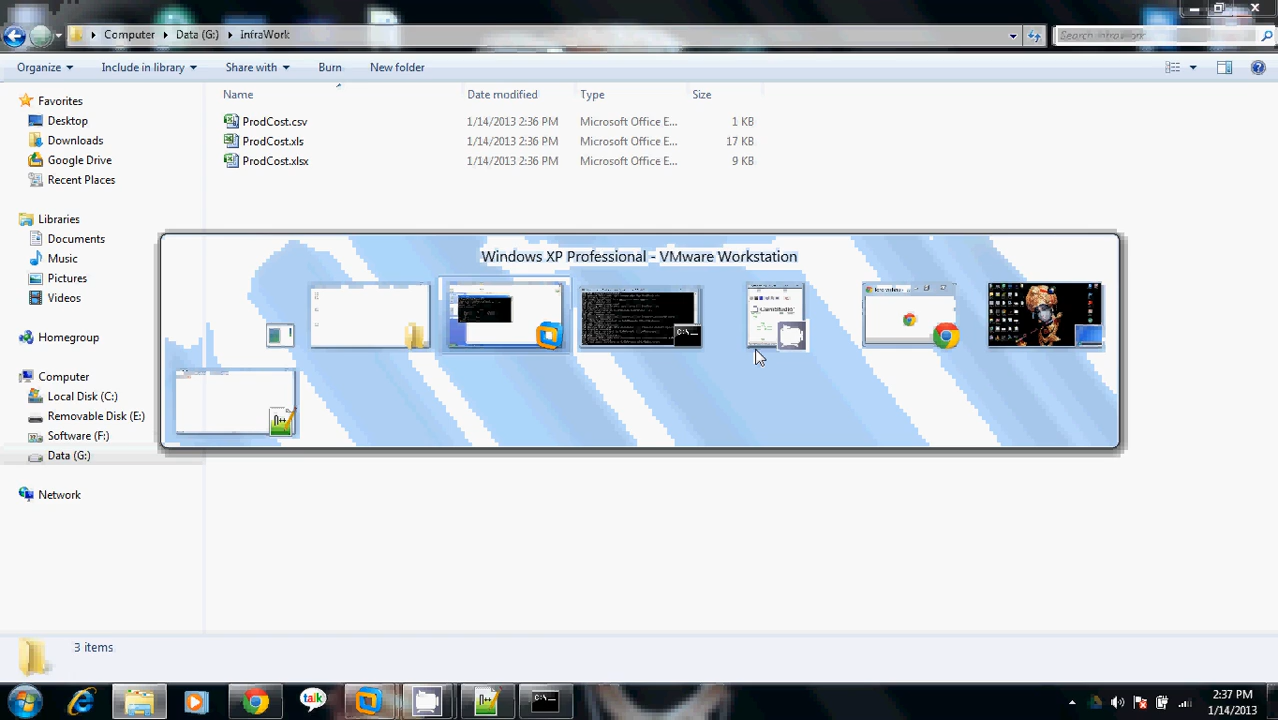 Computer ▸ Data (G:) ▸ InfraWork
Search InfraWork
Organize Include in library Share with Burn New folder
Name Date modified Type Size
ProdCost.csv 1/14/2013 2:36 PM Microsoft Office E... 1 KB
ProdCost.xls 1/14/2013 2:36 PM Microsoft Office E... 17 KB
ProdCost.xlsx 1/14/2013 2:36 PM Microsoft Office E... 9 KB
Favorites
Desktop
Downloads
Google Drive
Recent Places
Libraries
Documents
Music
Pictures
Videos
Homegroup
Computer
Local Disk (C:)
Removable Disk (E:)
Software (F:)
Data (G:)
Network
Windows XP Professional - VMware Workstation
CamStudio
C:\
3 items
talk
C:\
2:37 PM
1/14/2013